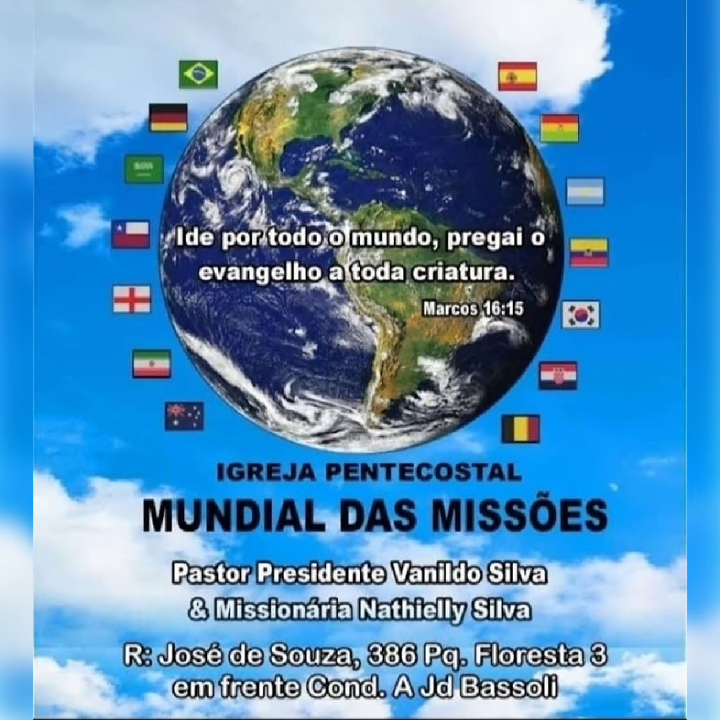 Ide por todo o mundo, pregai o
evangelho a toda criatura.
Marcos 16:15
IGREJA PENTECOSTAL
MUNDIAL DAS MISSÕES
Pastor Presidente Vanildo Silva
& Missionária Nathielly Silva
R: José de Souza, 386 Pq. Floresta 3
em frente Cond. A Jd Bassoli